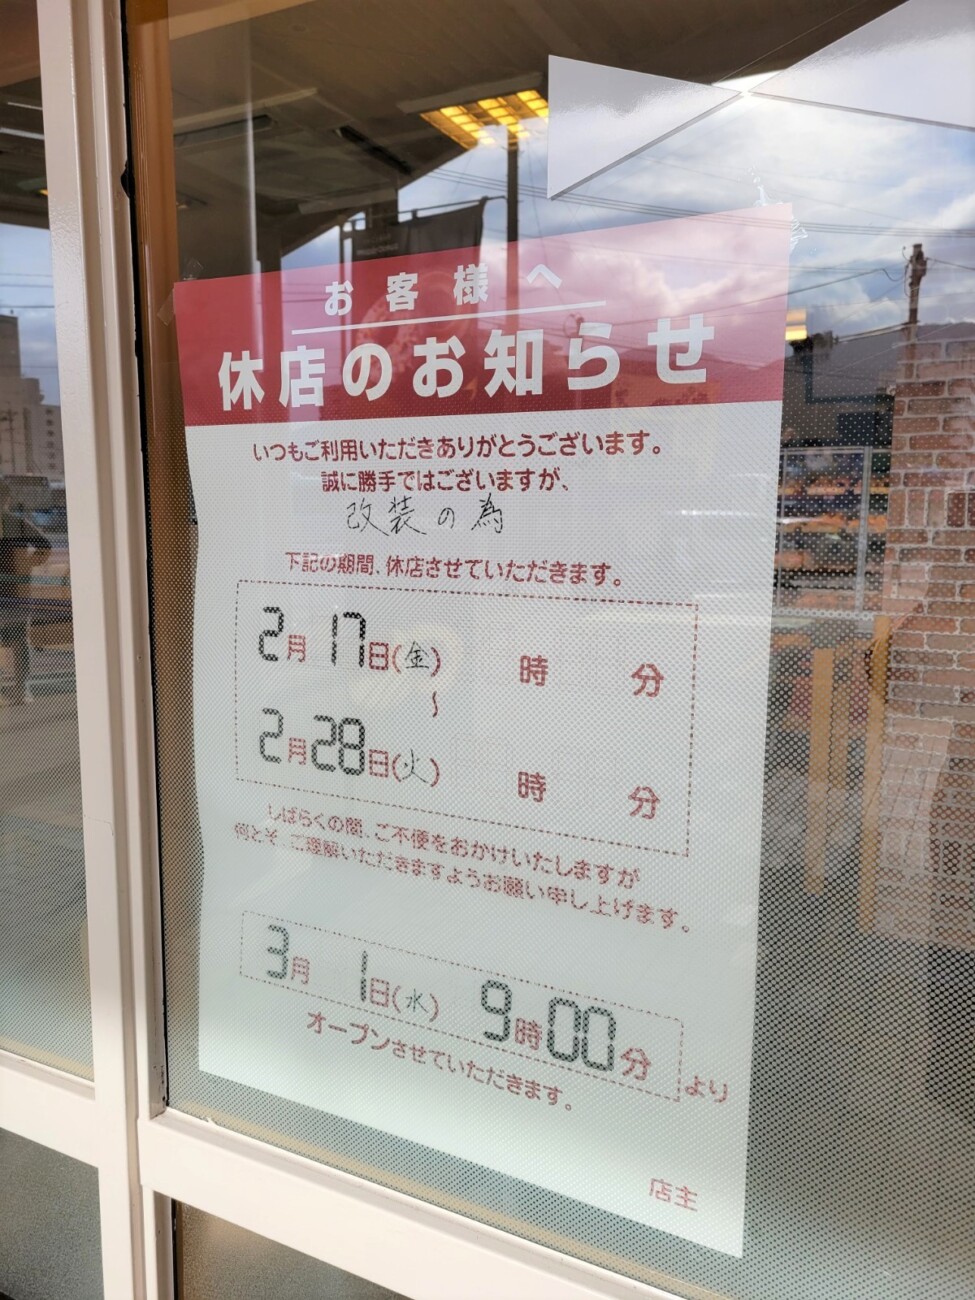 お客様へ
休店のお知らせ
いつもご利用いただきありがとうございます。
誠に勝手ではございますが、
改装の為
下記の期間、休店させていただきます。
2月 17日(金) 時 分
～
2月28日(火) 時 分
しばらくの間、ご不便をおかけいたしますが
何とぞ、ご理解いただきますようお願い申し上げます。
3月 1日(水) 9時00分より
オープンさせていただきます。
店主